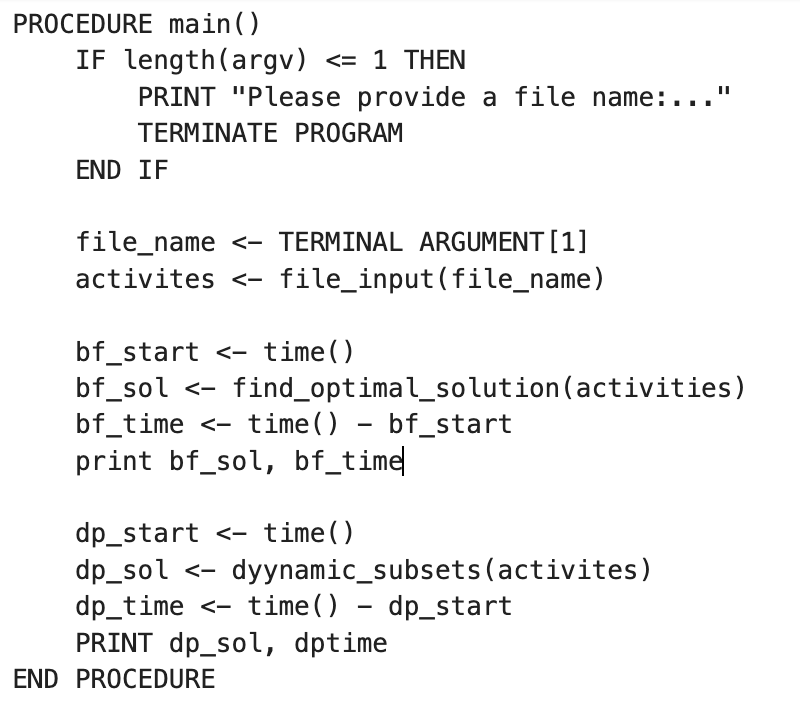 PROCEDURE main()
    IF length(argv) <= 1 THEN
        PRINT "Please provide a file name:..."
        TERMINATE PROGRAM
    END IF

    file_name <- TERMINAL ARGUMENT[1]
    activites <- file_input(file_name)

    bf_start <- time()
    bf_sol <- find_optimal_solution(activities)
    bf_time <- time() - bf_start
    print bf_sol, bf_time

    dp_start <- time()
    dp_sol <- dyynamic_subsets(activites)
    dp_time <- time() - dp_start
    PRINT dp_sol, dptime
END PROCEDURE